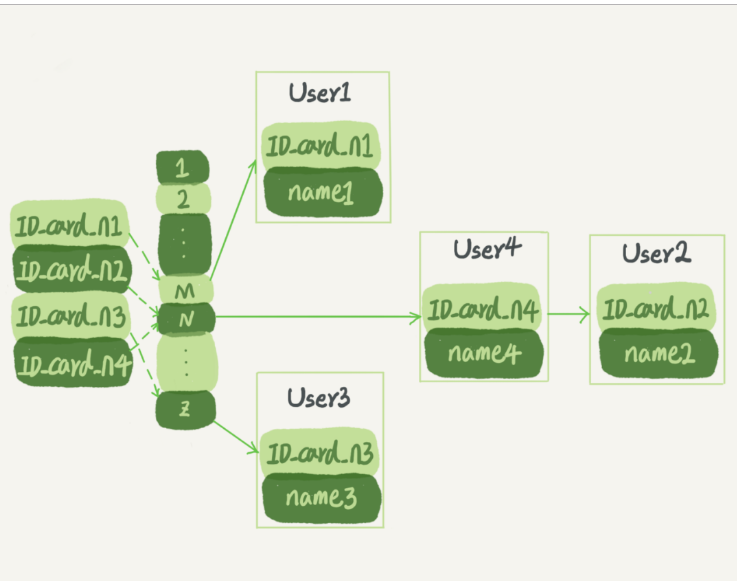 ID_card_n1
ID_card_n2
ID_card_n3
ID_card_n4
1
2
⋮
M
N
⋮
Z
User1
ID_card_n1
name1
User4
ID_card_n4
name4
User2
ID_card_n2
name2
User3
ID_card_n3
name3